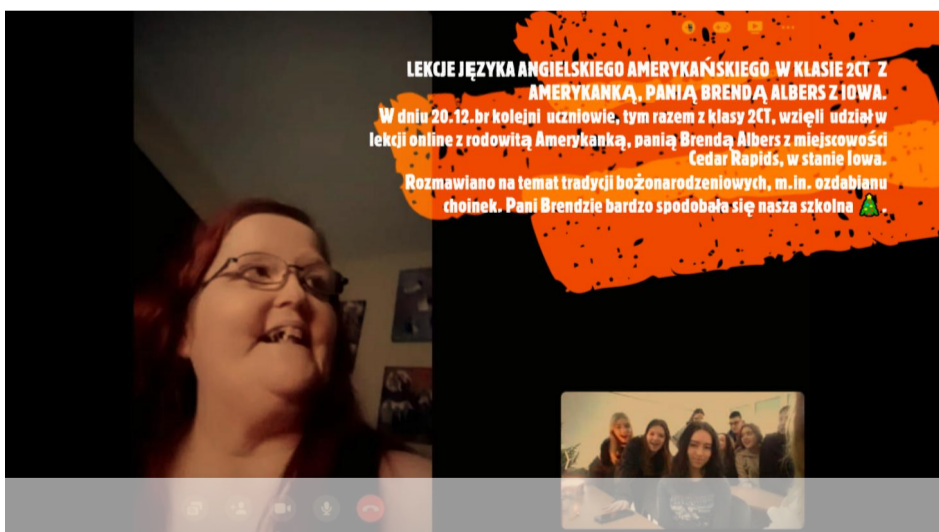 LEKCJE JĘZYKA ANGIELSKIEGO AMERYKAŃSKIEGO W KLASIE 2CT Z
AMERYKANKĄ, PANIĄ BRENDĄ ALBERS Z IOWA.
W dniu 20.12.br kolejni uczniowie, tym razem z klasy 2CT, wzięli udział w
lekcji online z rodowitą Amerykanką, panią Brendą Albers z miejscowości
Cedar Rapids, w stanie Iowa.
Rozmawiano na temat tradycji bożonarodzeniowych, m.in. ozdabianu
choinek. Pani Brendzie bardzo spodobała się nasza szkolna 🎄.